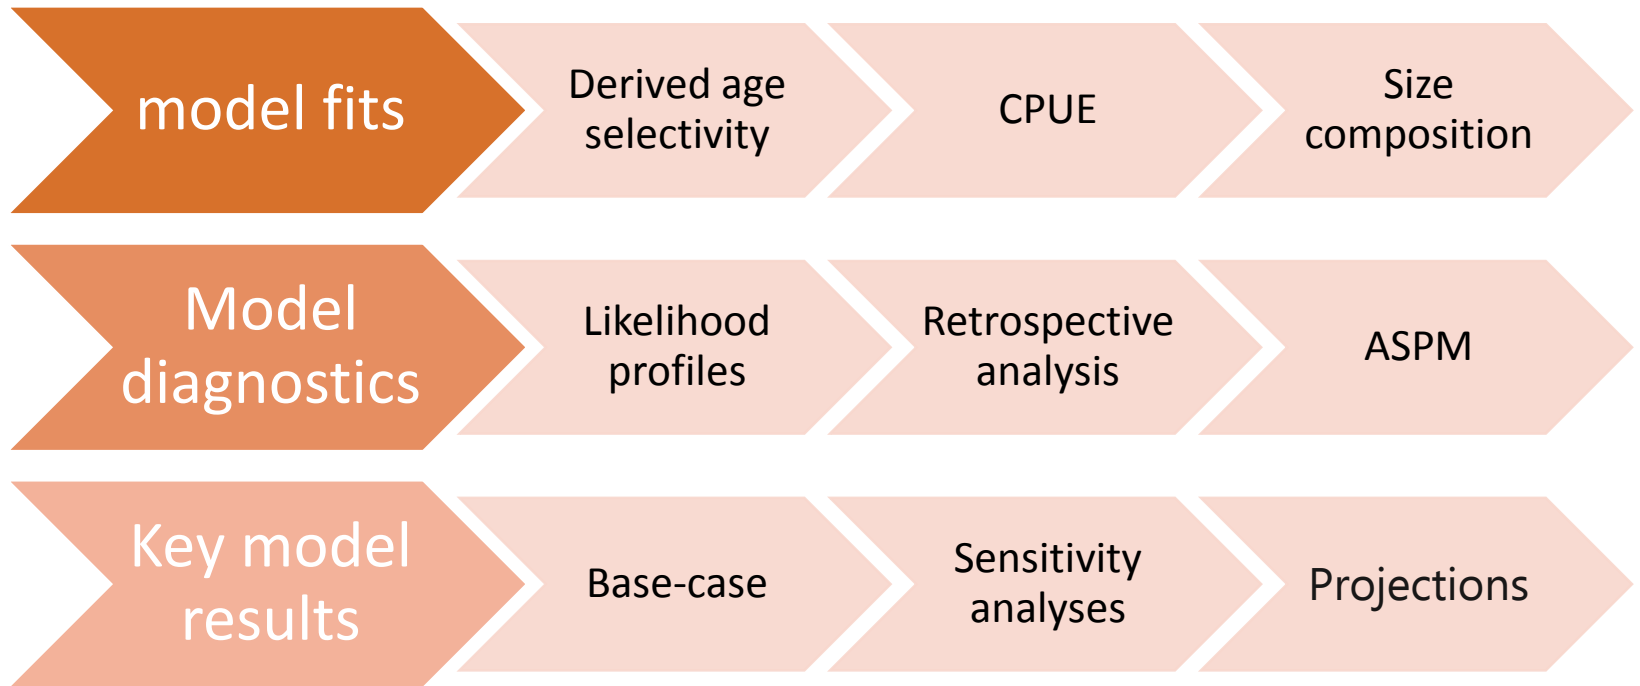 model fits
Derived age
selectivity
CPUE
Size
composition
Model
diagnostics
Likelihood
profiles
Retrospective
analysis
ASPM
Key model
results
Base-case
Sensitivity
analyses
Projections